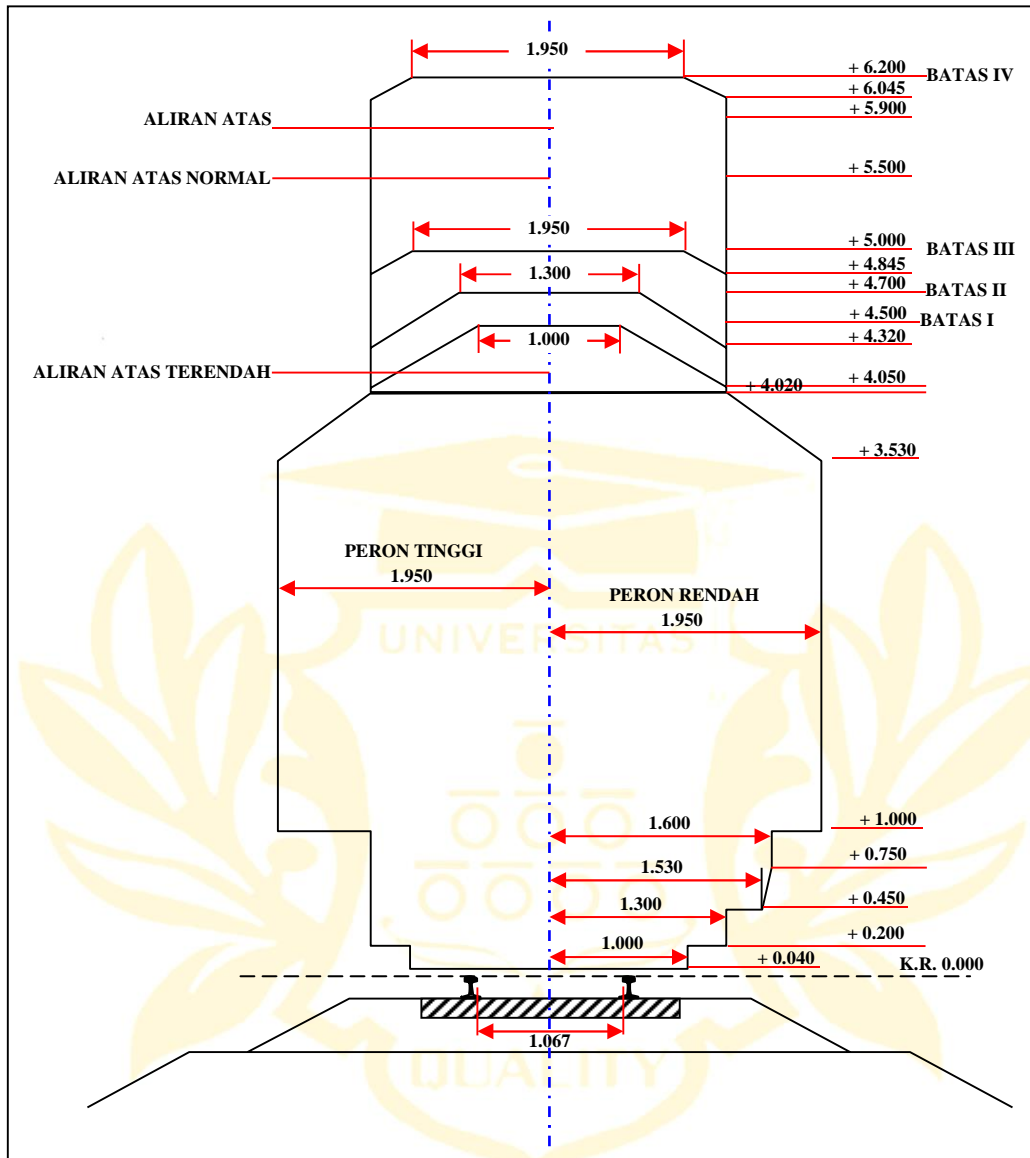 1.950
+ 6.200 BATAS IV
+ 6.045
+ 5.900
ALIRAN ATAS
ALIRAN ATAS NORMAL
+ 5.500
1.950
+ 5.000 BATAS III
+ 4.845
1.300
+ 4.700 BATAS II
+ 4.500 BATAS I
1.000
+ 4.320
ALIRAN ATAS TERENDAH
+ 4.050
+ 4.020
+ 3.530
PERON TINGGI
1.950
PERON RENDAH
1.950
UNIVERSITAS
1.600
+ 1.000
+ 0.750
1.530
+ 0.450
1.300
+ 0.200
1.000
+ 0.040
K.R. 0.000
1.067
QUALITY